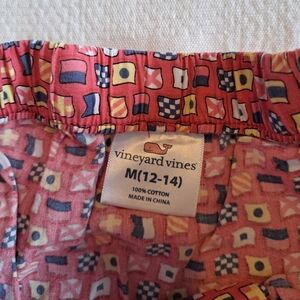 vineyard vines
M(12-14)
100% COTTON
MADE IN CHINA